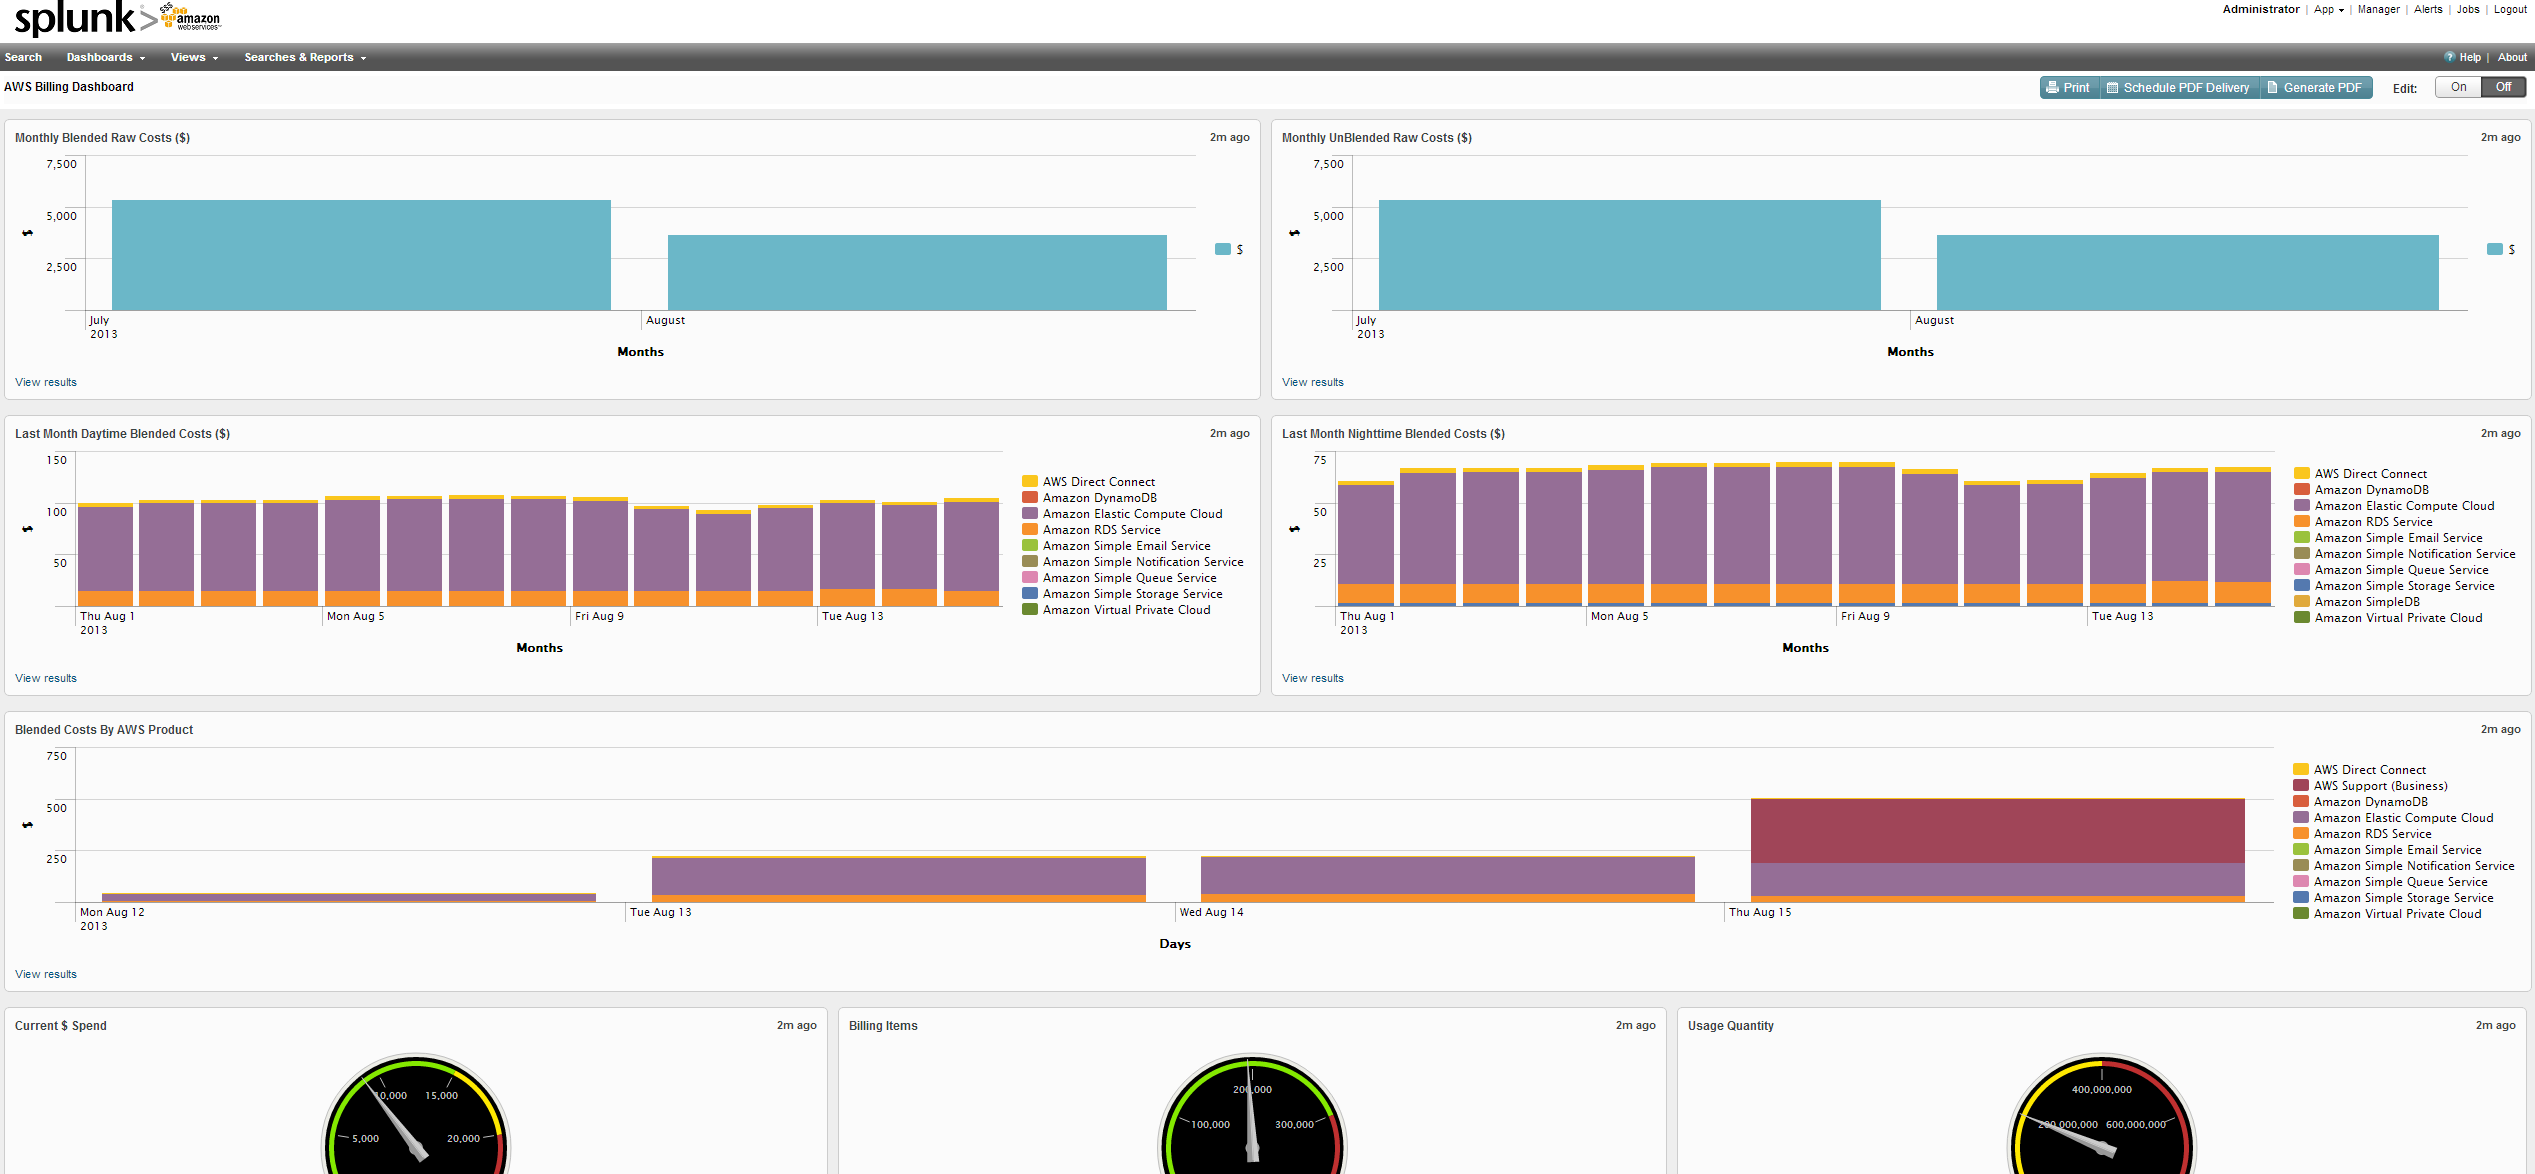 splunk> $$$ amazon webservices™
Administrator | App | Manager | Alerts | Jobs | Logout
Search Dashboards Views Searches & Reports ? Help | About
AWS Billing Dashboard Print Schedule PDF Delivery Generate PDF Edit: On Off
Monthly Blended Raw Costs ($) 2m ago
7,500
5,000
2,500
$
$
July
2013
August
Months
View results
Monthly UnBlended Raw Costs ($) 2m ago
7,500
5,000
2,500
$
$
July
2013
August
Months
View results
Last Month Daytime Blended Costs ($) 2m ago
150
100
50
$
Thu Aug 1
2013
Mon Aug 5
Fri Aug 9
Tue Aug 13
Months
AWS Direct Connect
Amazon DynamoDB
Amazon Elastic Compute Cloud
Amazon RDS Service
Amazon Simple Email Service
Amazon Simple Notification Service
Amazon Simple Queue Service
Amazon Simple Storage Service
Amazon Virtual Private Cloud
View results
Last Month Nighttime Blended Costs ($) 2m ago
75
50
25
$
Thu Aug 1
2013
Mon Aug 5
Fri Aug 9
Tue Aug 13
Months
AWS Direct Connect
Amazon DynamoDB
Amazon Elastic Compute Cloud
Amazon RDS Service
Amazon Simple Email Service
Amazon Simple Notification Service
Amazon Simple Queue Service
Amazon Simple Storage Service
Amazon SimpleDB
Amazon Virtual Private Cloud
View results
Blended Costs By AWS Product 2m ago
750
500
250
$
Mon Aug 12
2013
Tue Aug 13
Wed Aug 14
Thu Aug 15
Days
AWS Direct Connect
AWS Support (Business)
Amazon DynamoDB
Amazon Elastic Compute Cloud
Amazon RDS Service
Amazon Simple Email Service
Amazon Simple Notification Service
Amazon Simple Queue Service
Amazon Simple Storage Service
Amazon Virtual Private Cloud
View results
Current $ Spend 2m ago
10,000 15,000
5,000 20,000
Billing Items 2m ago
200,000
100,000 300,000
Usage Quantity 2m ago
400,000,000
200,000,000 600,000,000